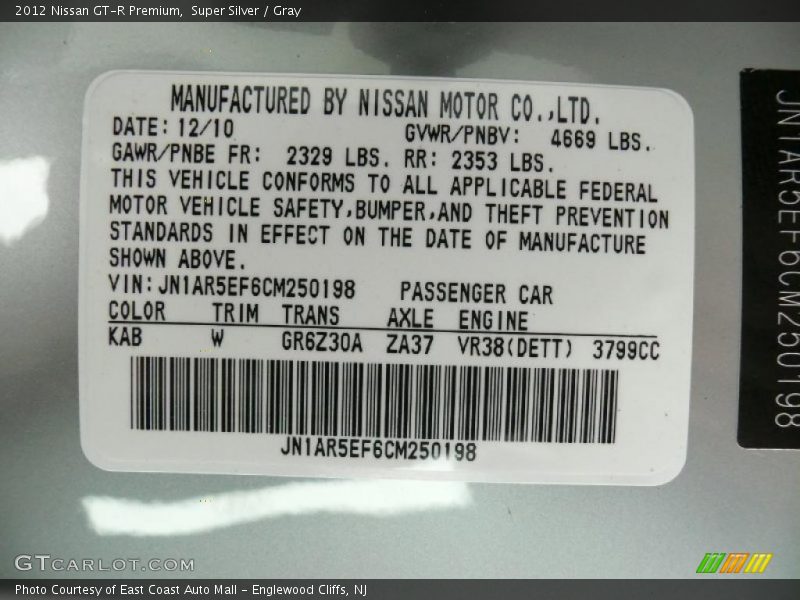 2012 Nissan GT-R Premium,  Super Silver / Gray
MANUFACTURED BY NISSAN MOTOR CO.,LTD.
DATE: 12/10 GVWR/PNBV: 4669 LBS.
GAWR/PNBE FR: 2329 LBS. RR: 2353 LBS.
THIS VEHICLE CONFORMS TO ALL APPLICABLE FEDERAL
MOTOR VEHICLE SAFETY,BUMPER,AND THEFT PREVENTION
STANDARDS IN EFFECT ON THE DATE OF MANUFACTURE
SHOWN ABOVE.
VIN: JN1AR5EF6CM250198 PASSENGER CAR
COLOR TRIM TRANS AXLE ENGINE
KAB W GR6Z30A ZA37 VR38(DETT) 3799CC
JN1AR5EF6CM250198
JN1AR5EF6CM250198
GTCARLOT.COM
Photo Courtesy of East Coast Auto Mall - Englewood Cliffs, NJ